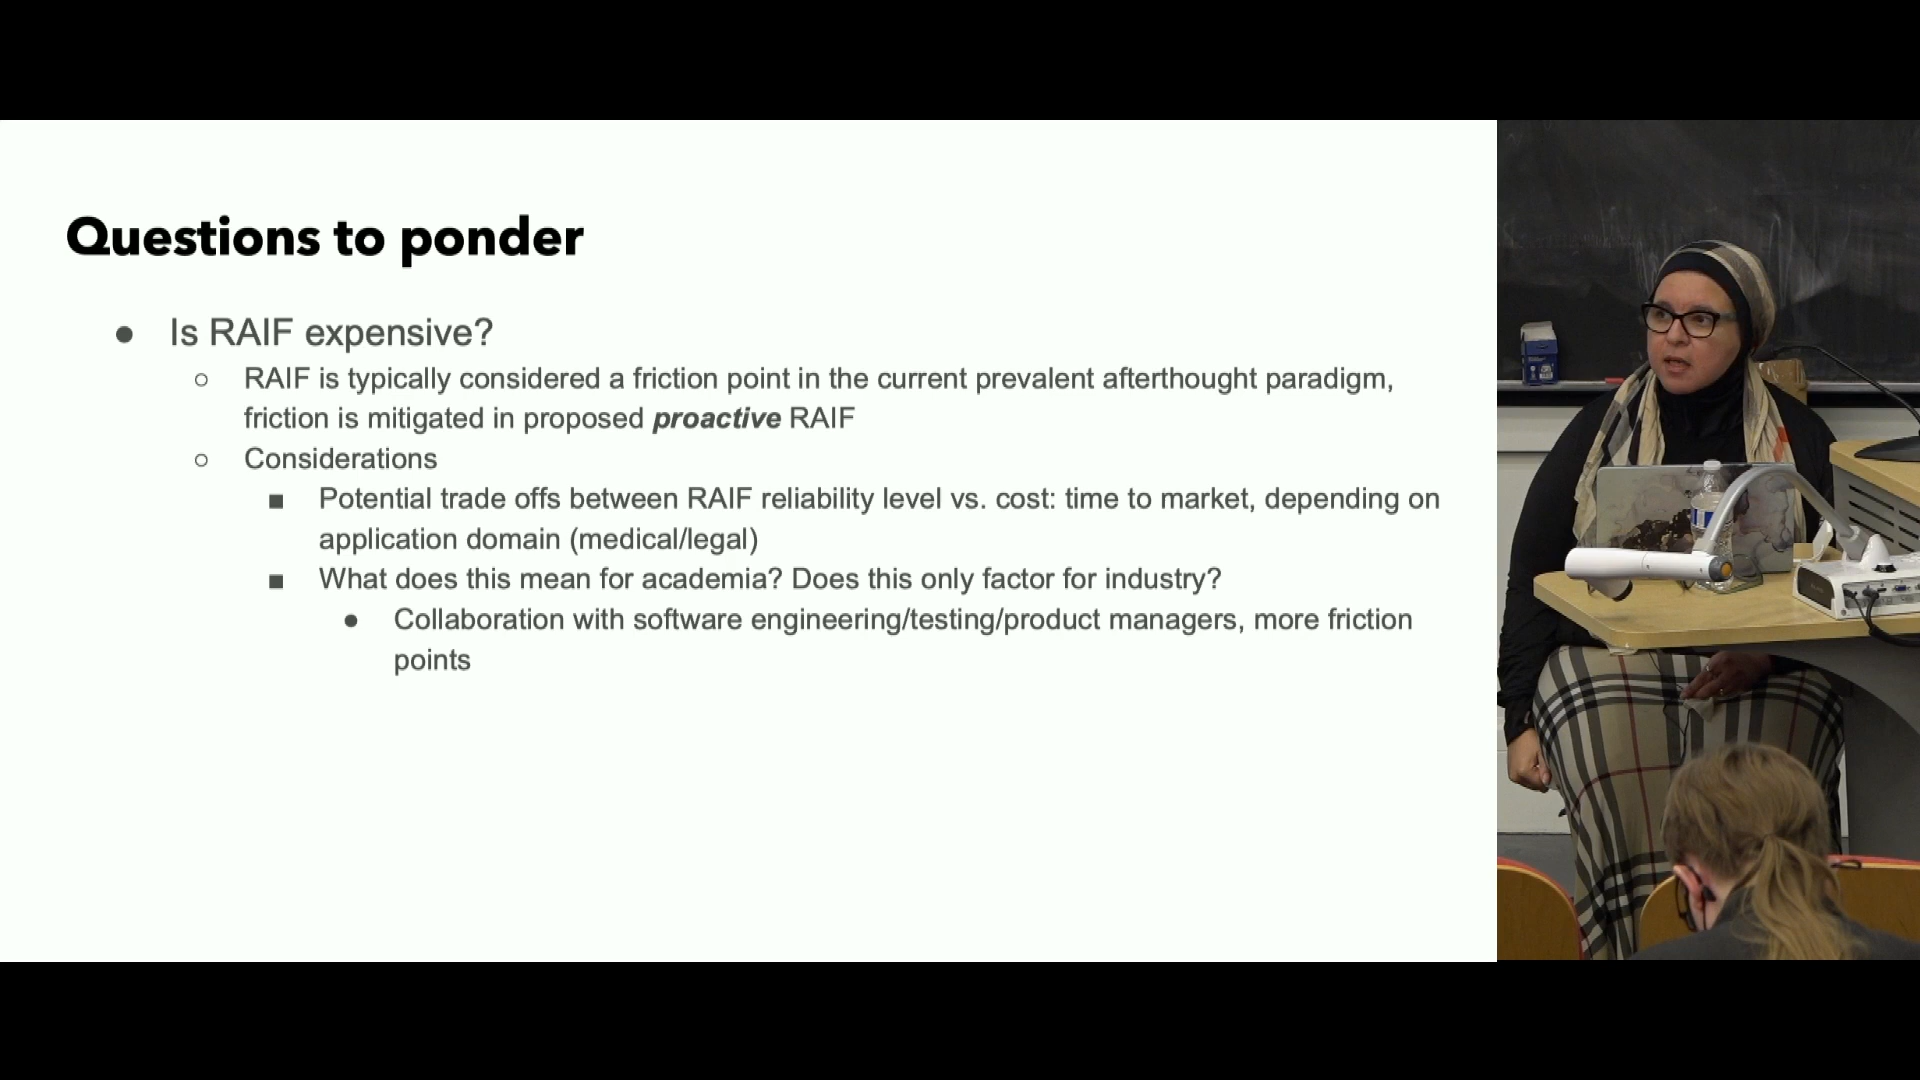 Questions to ponder
● Is RAIF expensive?
○ RAIF is typically considered a friction point in the current prevalent afterthought paradigm,
friction is mitigated in proposed proactive RAIF
○ Considerations
■ Potential trade offs between RAIF reliability level vs. cost: time to market, depending on
application domain (medical/legal)
■ What does this mean for academia? Does this only factor for industry?
● Collaboration with software engineering/testing/product managers, more friction
points